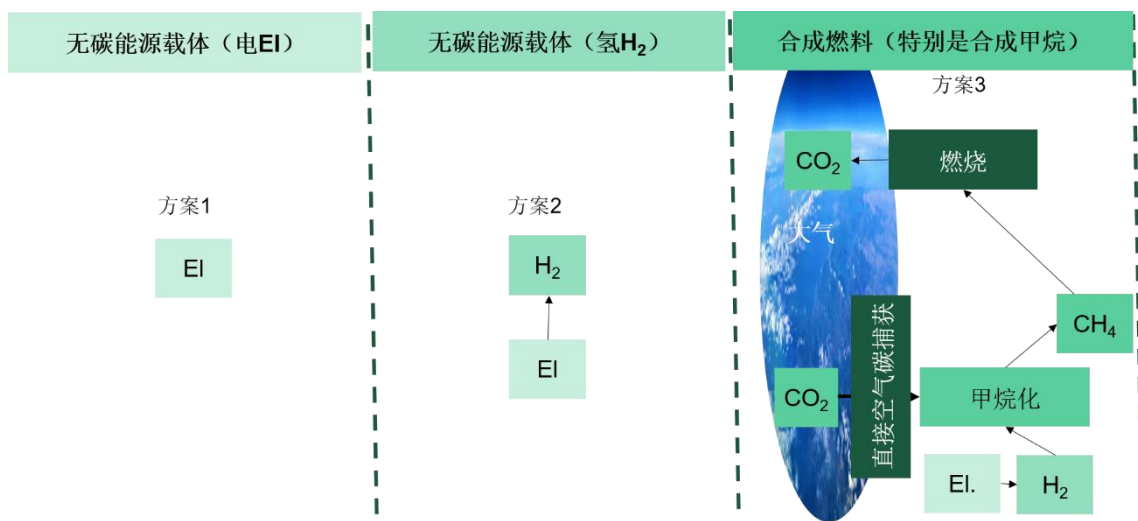 无碳能源载体（电El）
方案1
El
无碳能源载体（氢H₂）
方案2
H₂
El
合成燃料（特别是合成甲烷）
方案3
CO₂
燃烧
大气
CH₄
CO₂
直接空气碳捕获
甲烷化
El.
H₂